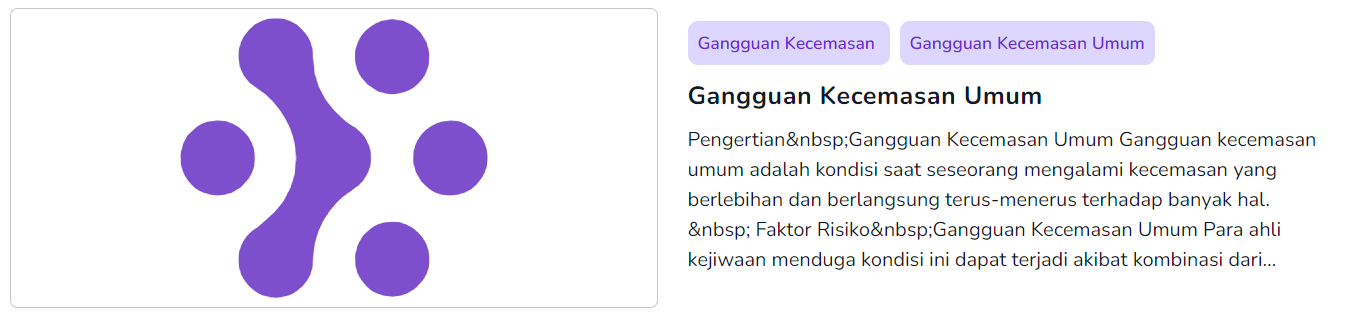 Gangguan Kecemasan
Gangguan Kecemasan Umum
Gangguan Kecemasan Umum
Pengertian&nbsp;Gangguan Kecemasan Umum Gangguan kecemasan
umum adalah kondisi saat seseorang mengalami kecemasan yang
berlebihan dan berlangsung terus-menerus terhadap banyak hal.
&nbsp; Faktor Risiko&nbsp;Gangguan Kecemasan Umum Para ahli
kejiwaan menduga kondisi ini dapat terjadi akibat kombinasi dari...